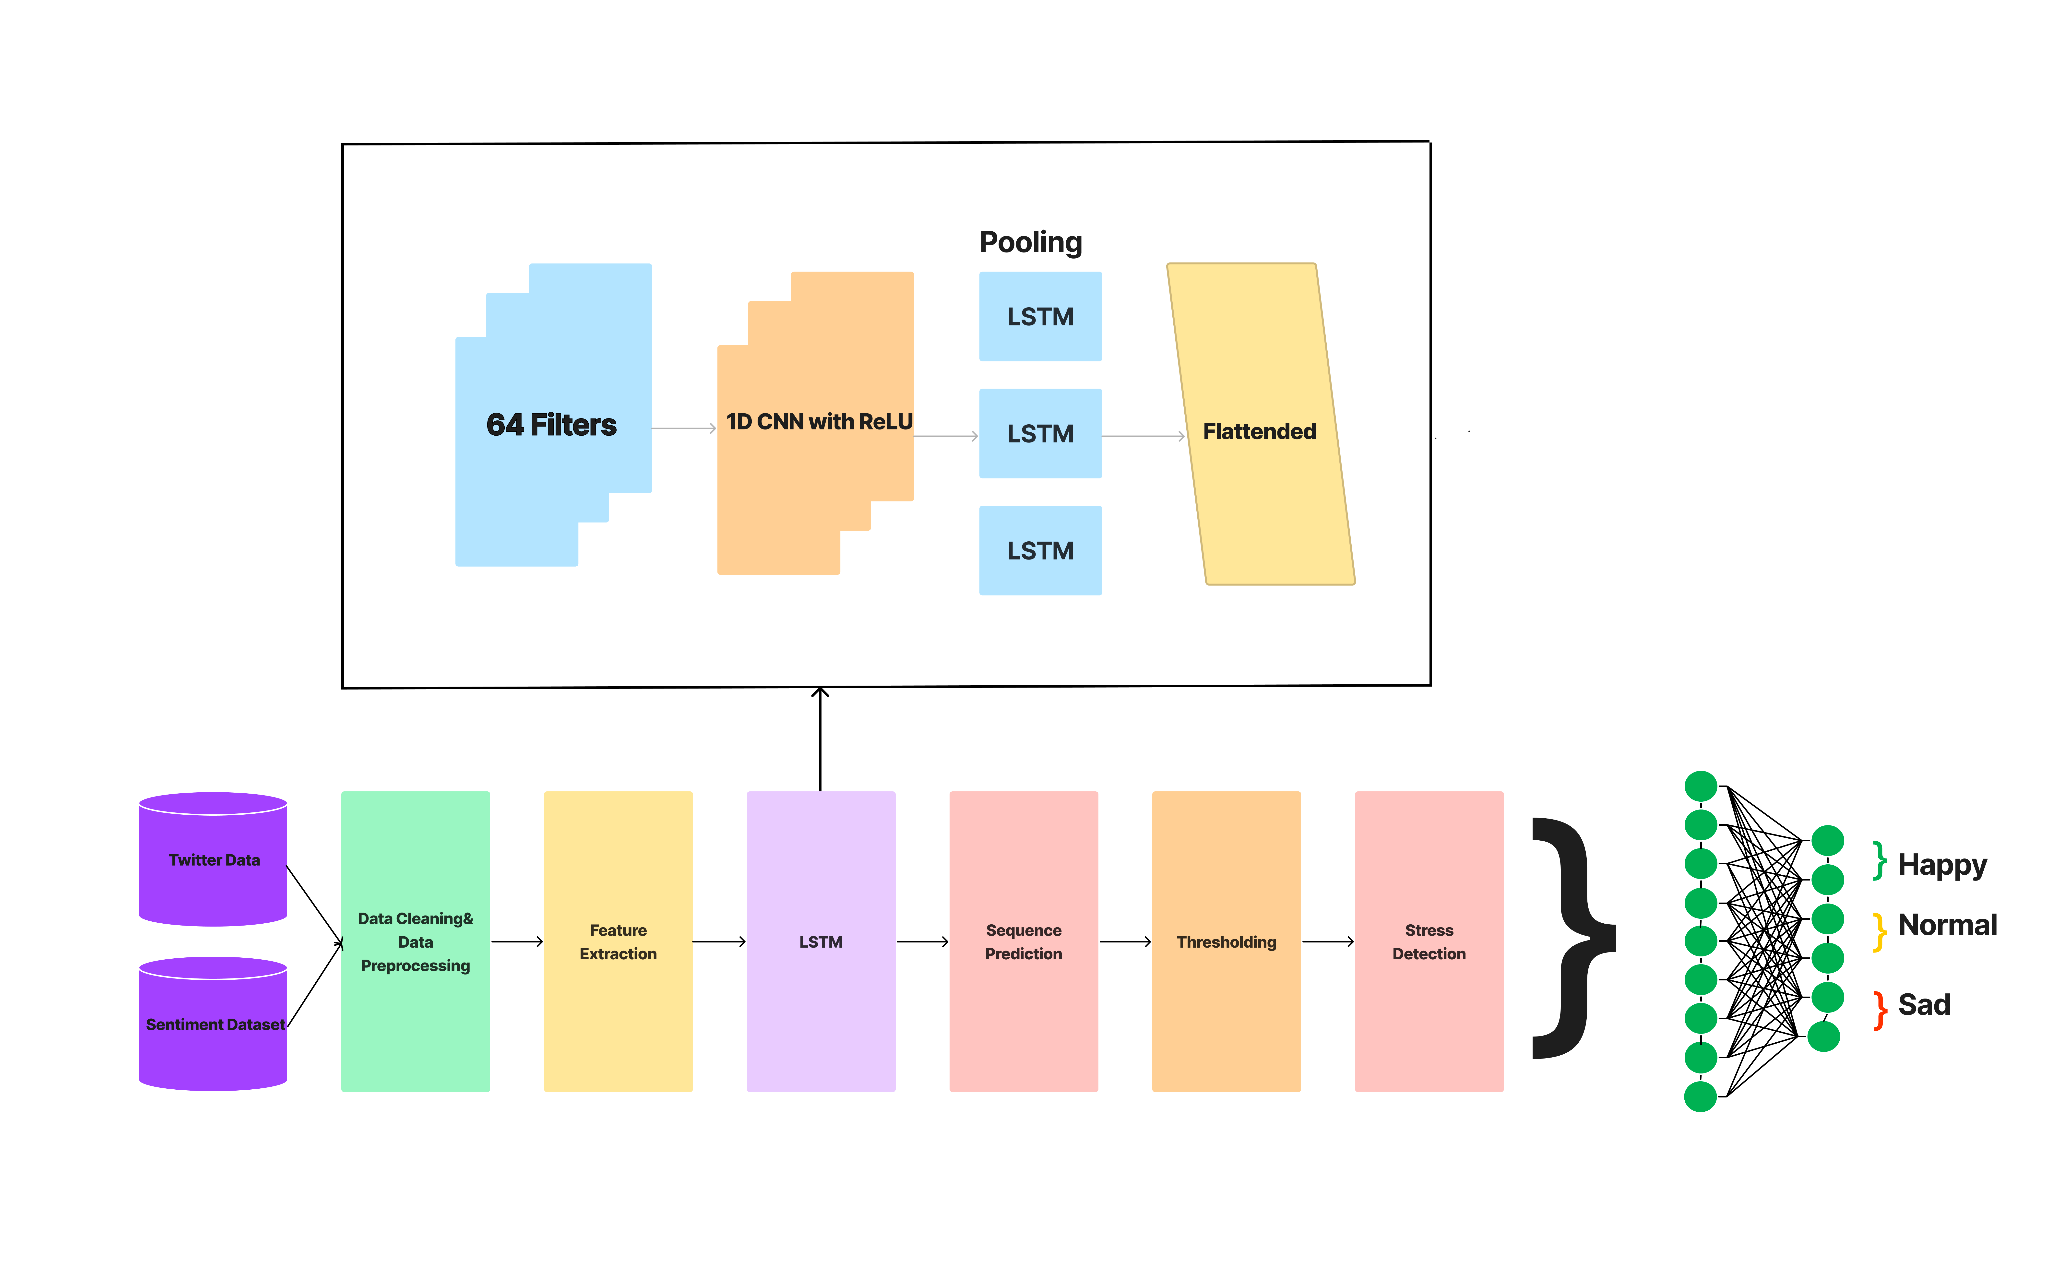 Pooling
64 Filters
1D CNN with ReLU
LSTM
LSTM
LSTM
Flattended
Twitter Data
Sentiment Dataset
Data Cleaning&
Data
Preprocessing
Feature
Extraction
LSTM
Sequence
Prediction
Thresholding
Stress
Detection
}
} Happy
} Normal
} Sad